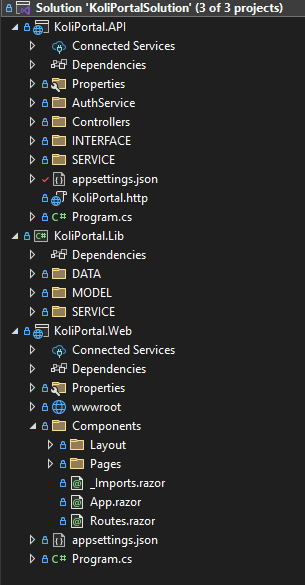 Solution 'KoliPortalSolution' (3 of 3 projects)
KoliPortal.API
Connected Services
Dependencies
Properties
AuthService
Controllers
INTERFACE
SERVICE
appsettings.json
KoliPortal.http
C# Program.cs
C# KoliPortal.Lib
Dependencies
DATA
MODEL
SERVICE
KoliPortal.Web
Connected Services
Dependencies
Properties
wwwroot
Components
Layout
Pages
_Imports.razor
App.razor
Routes.razor
appsettings.json
C# Program.cs